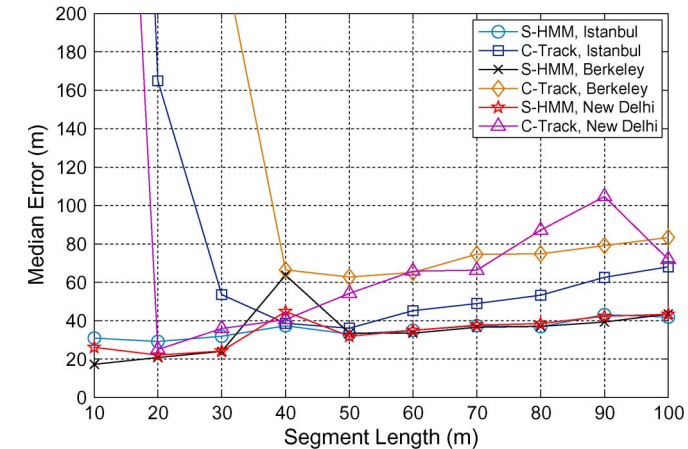 200
180
160
140
120
100
80
60
40
20
0
Median Error (m)
S-HMM, Istanbul
C-Track, Istanbul
S-HMM, Berkeley
C-Track, Berkeley
S-HMM, New Delhi
C-Track, New Delhi
10 20 30 40 50 60 70 80 90 100
Segment Length (m)